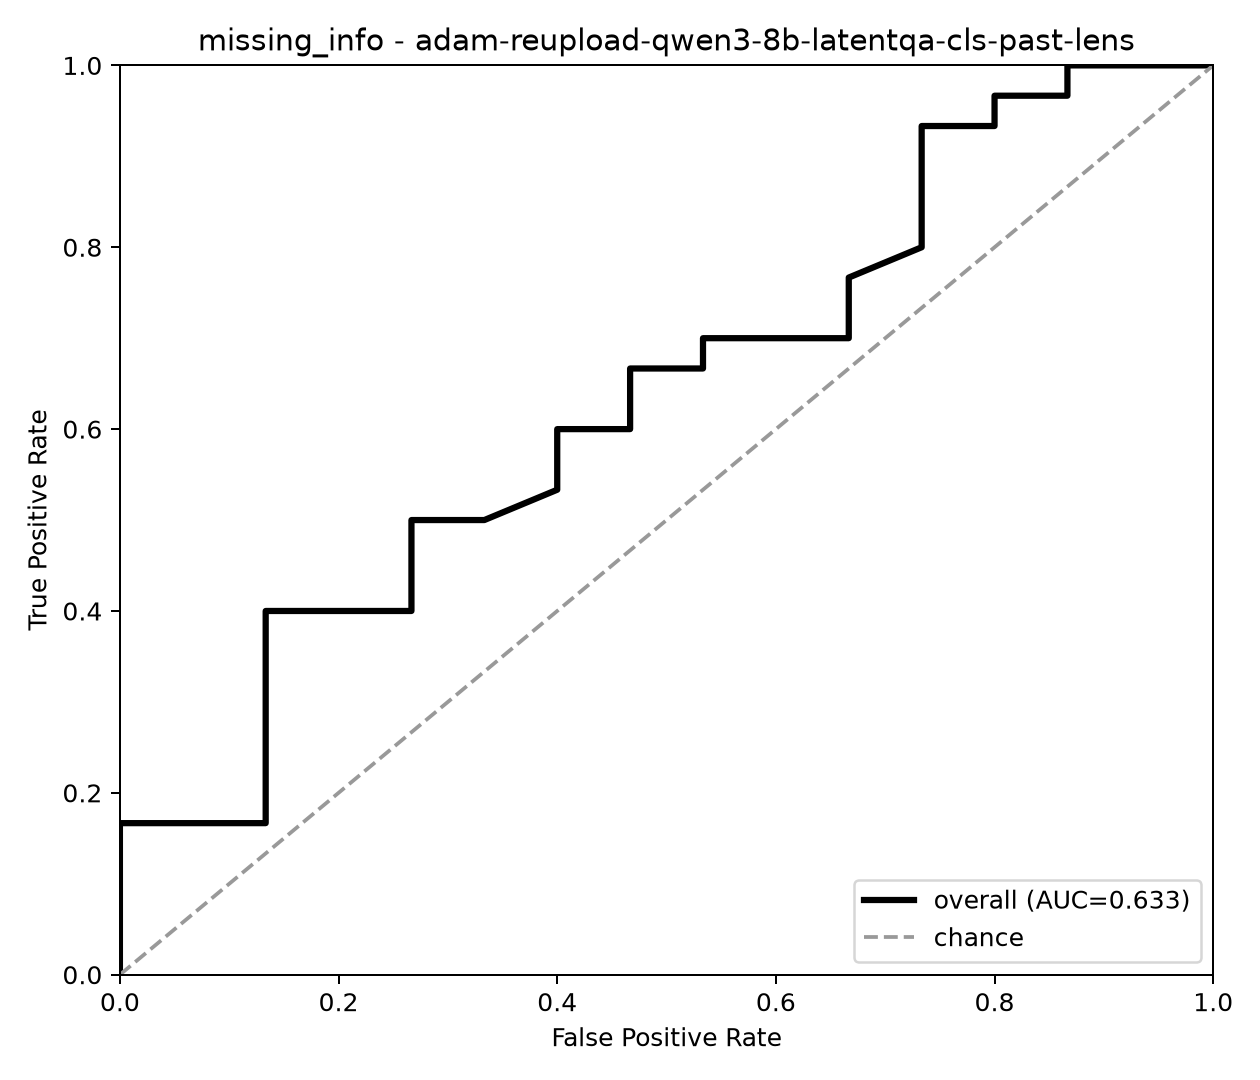 missing_info - adam-reupload-qwen3-8b-latentqa-cls-past-lens
1.0
0.8
0.6
0.4
0.2
0.0
True Positive Rate
overall (AUC=0.633)
chance
0.0 0.2 0.4 0.6 0.8 1.0
False Positive Rate